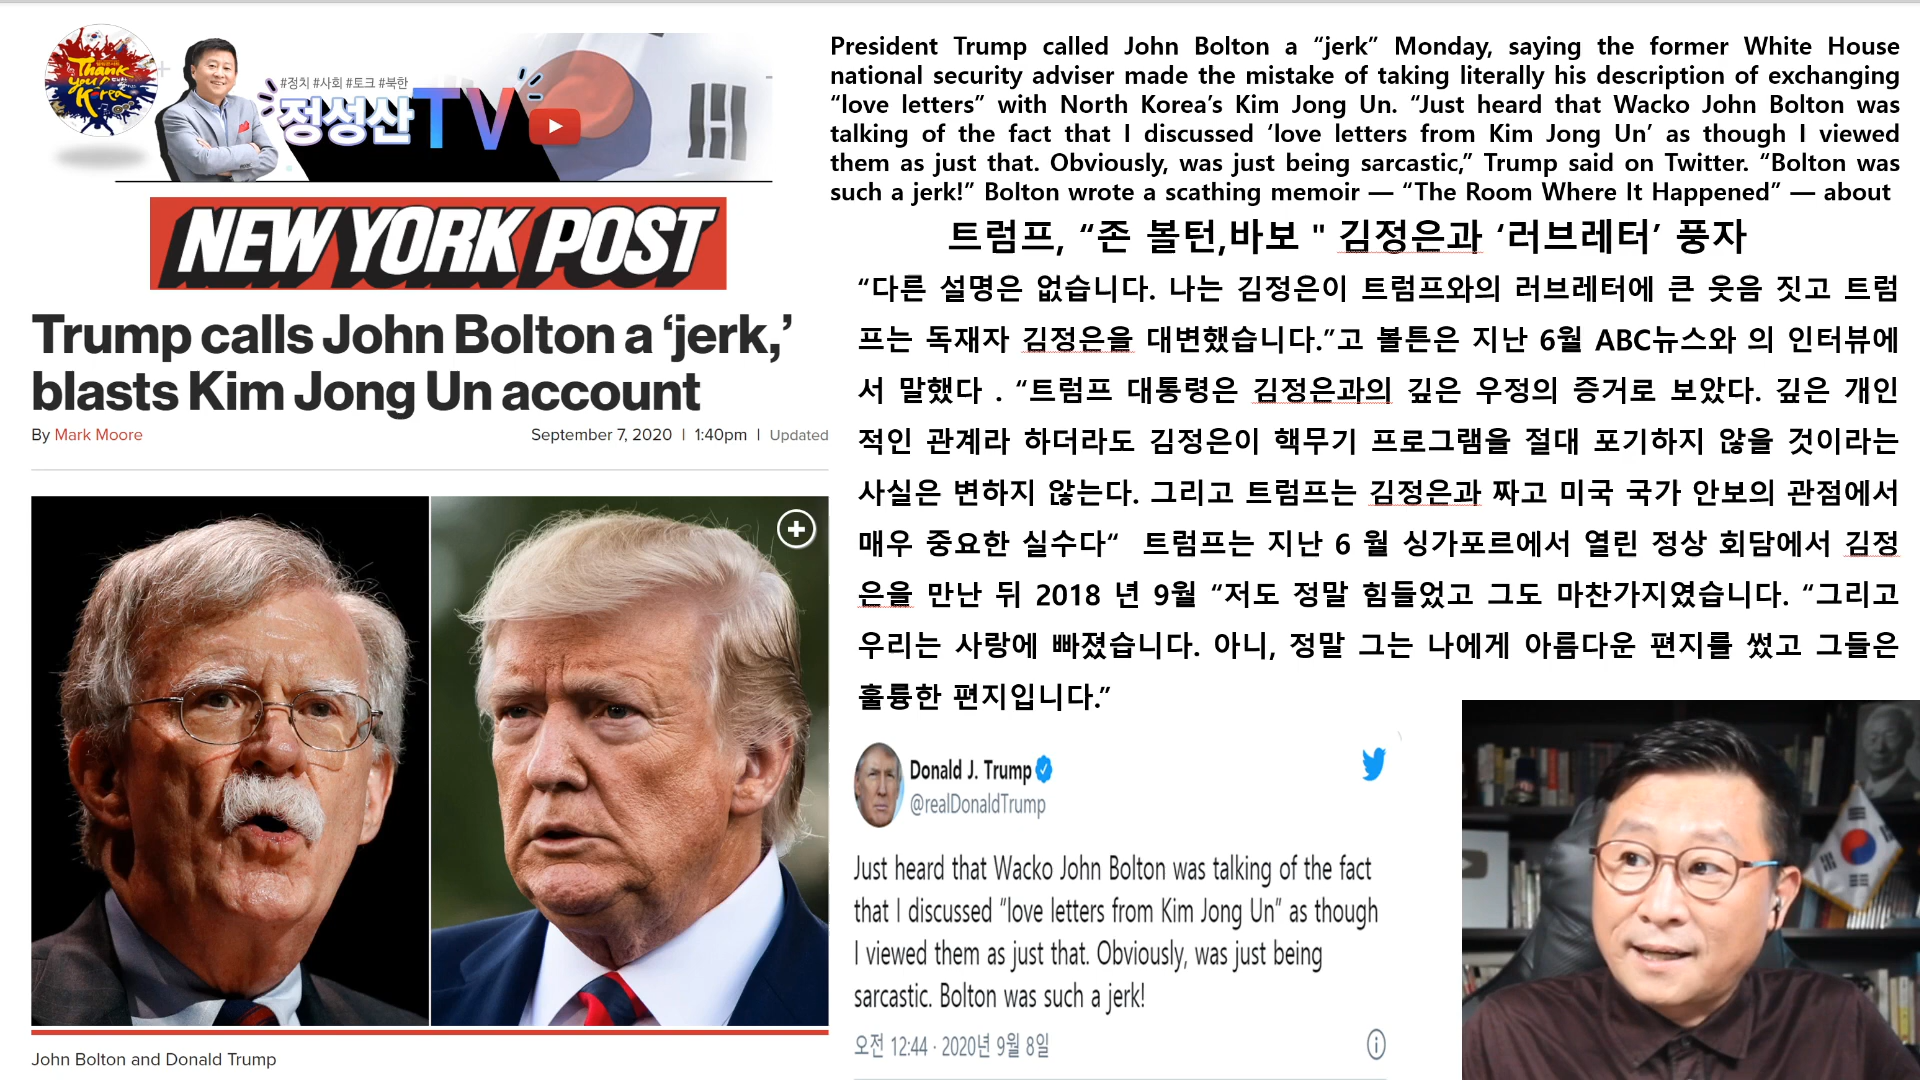 Thank
you
Korea
#정치 #사회 #토크 #북한
정성산TV
NEW YORK POST
Trump calls John Bolton a ‘jerk,’
blasts Kim Jong Un account
By Mark Moore
September 7, 2020 | 1:40pm | Updated
John Bolton and Donald Trump
President Trump called John Bolton a “jerk” Monday, saying the former White House
national security adviser made the mistake of taking literally his description of exchanging
“love letters” with North Korea’s Kim Jong Un. “Just heard that Wacko John Bolton was
talking of the fact that I discussed ‘love letters from Kim Jong Un’ as though I viewed
them as just that. Obviously, was just being sarcastic,” Trump said on Twitter. “Bolton was
such a jerk!” Bolton wrote a scathing memoir — “The Room Where It Happened” — about
트럼프, “존 볼턴,바보 " 김정은과 ‘러브레터’ 풍자
“다른 설명은 없습니다. 나는 김정은이 트럼프와의 러브레터에 큰 웃음 짓고 트럼
프는 독재자 김정은을 대변했습니다.”고 볼튼은 지난 6월 ABC뉴스와 의 인터뷰에
서 말했다 . “트럼프 대통령은 김정은과의 깊은 우정의 증거로 보았다. 깊은 개인
적인 관계라 하더라도 김정은이 핵무기 프로그램을 절대 포기하지 않을 것이라는
사실은 변하지 않는다. 그리고 트럼프는 김정은과 짜고 미국 국가 안보의 관점에서
매우 중요한 실수다“ 트럼프는 지난 6 월 싱가포르에서 열린 정상 회담에서 김정
은을 만난 뒤 2018 년 9월 “저도 정말 힘들었고 그도 마찬가지였습니다. “그리고
우리는 사랑에 빠졌습니다. 아니, 정말 그는 나에게 아름다운 편지를 썼고 그들은
훌륭한 편지입니다.”
Donald J. Trump
@realDonaldTrump
Just heard that Wacko John Bolton was talking of the fact
that I discussed “love letters from Kim Jong Un” as though
I viewed them as just that. Obviously, was just being
sarcastic. Bolton was such a jerk!
오전 12:44 · 2020년 9월 8일